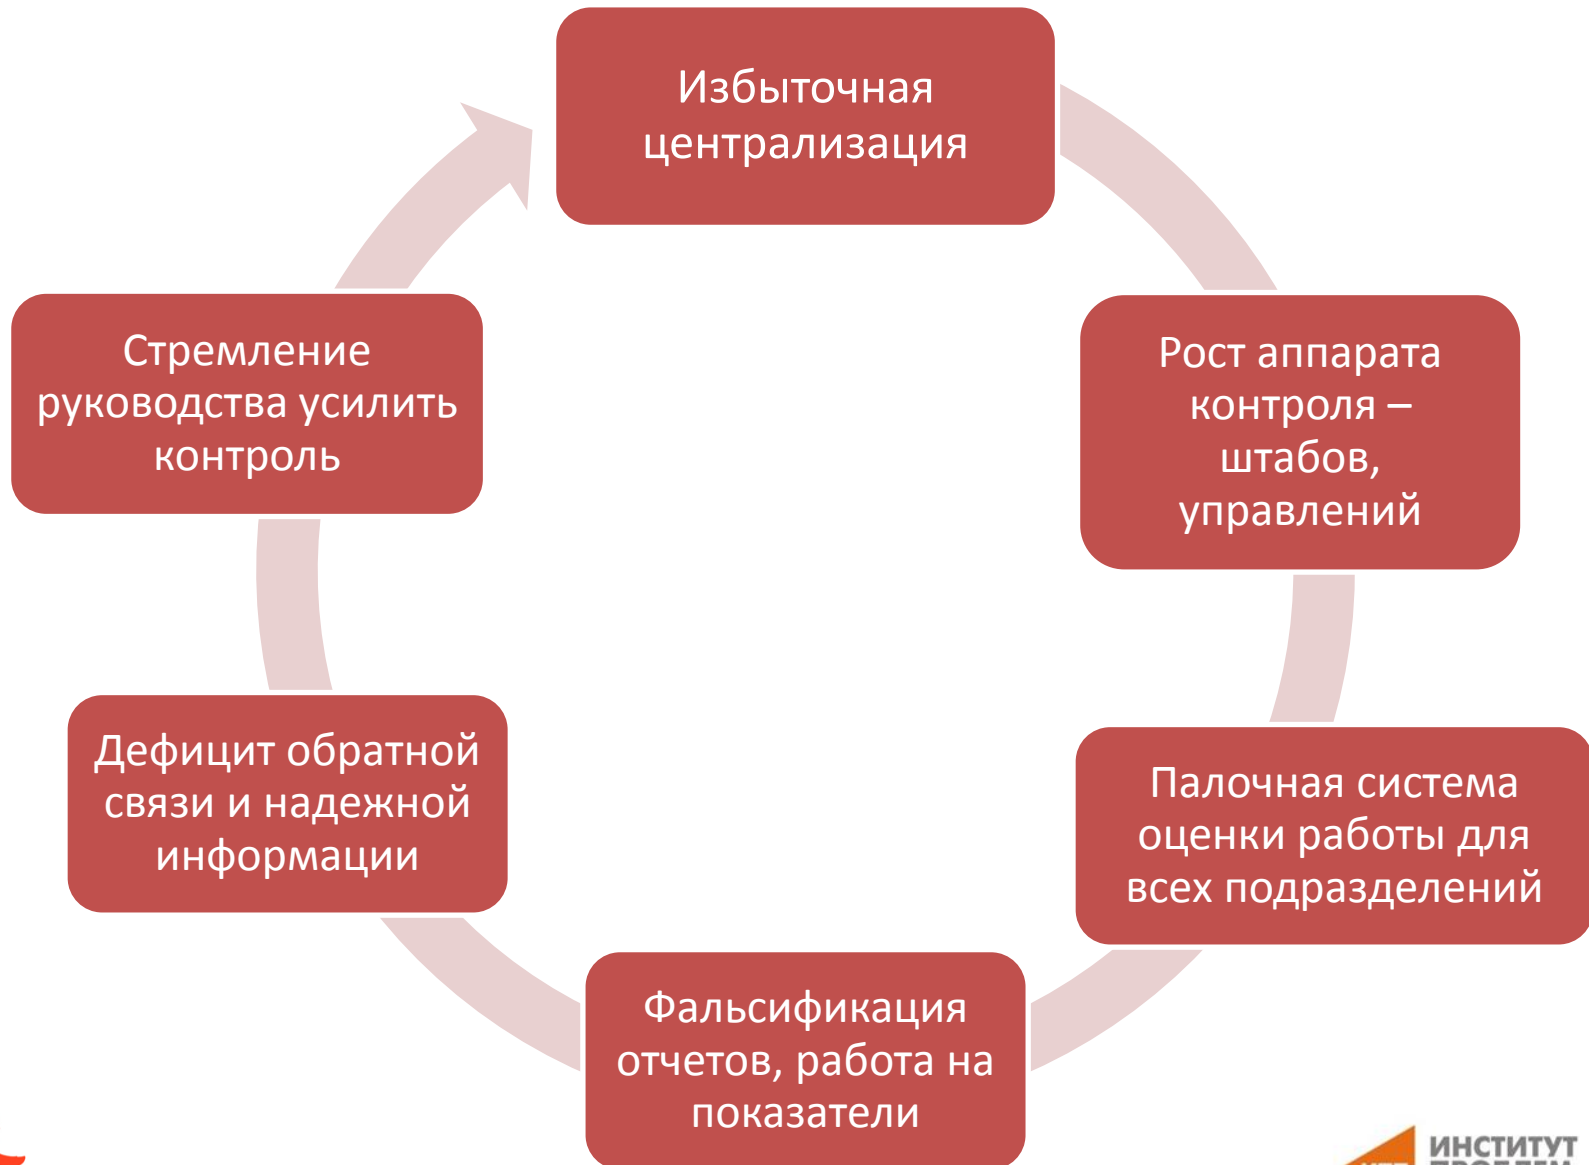 Избыточная
централизация
Рост аппарата
контроля –
штабов,
управлений
Палочная система
оценки работы для
всех подразделений
Фальсификация
отчетов, работа на
показатели
Дефицит обратной
связи и надежной
информации
Стремление
руководства усилить
контроль
ИНСТИТУТ